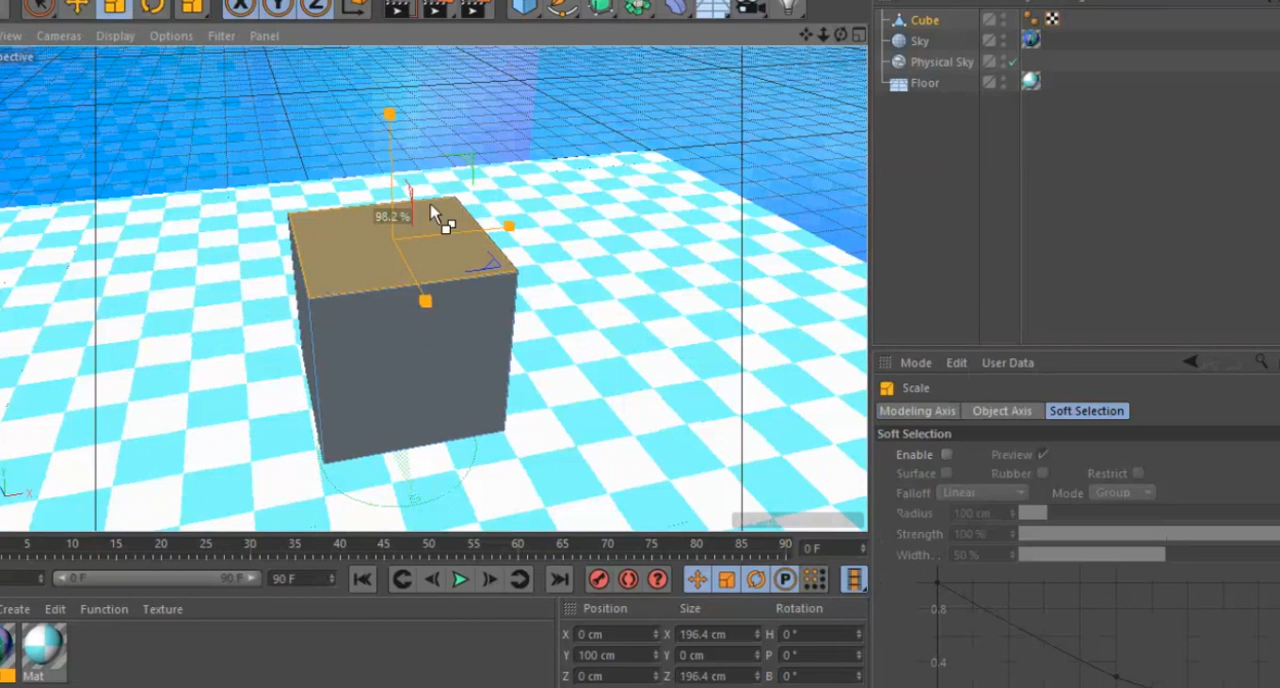 X Y Z
View Cameras Display Options Filter Panel
pective
98.2 %
X
Cube
Sky
Physical Sky
Floor
Mode Edit User Data
Scale
Modeling Axis Object Axis Soft Selection
Soft Selection
Enable Preview ✓
Surface Rubber Restrict
Falloff Linear Mode Group
Radius 100 cm
Strength 100 %
Width . . 50 %
0.8
0.4
5 10 15 20 25 30 35 40 45 50 55 60 65 70 75 80 85 90 0 F
0 F 90 F 90 F
P
Create Edit Function Texture
Mat
Position Size Rotation
X 0 cm X 196.4 cm H 0 °
Y 100 cm Y 0 cm P 0 °
Z 0 cm Z 196.4 cm B 0 °